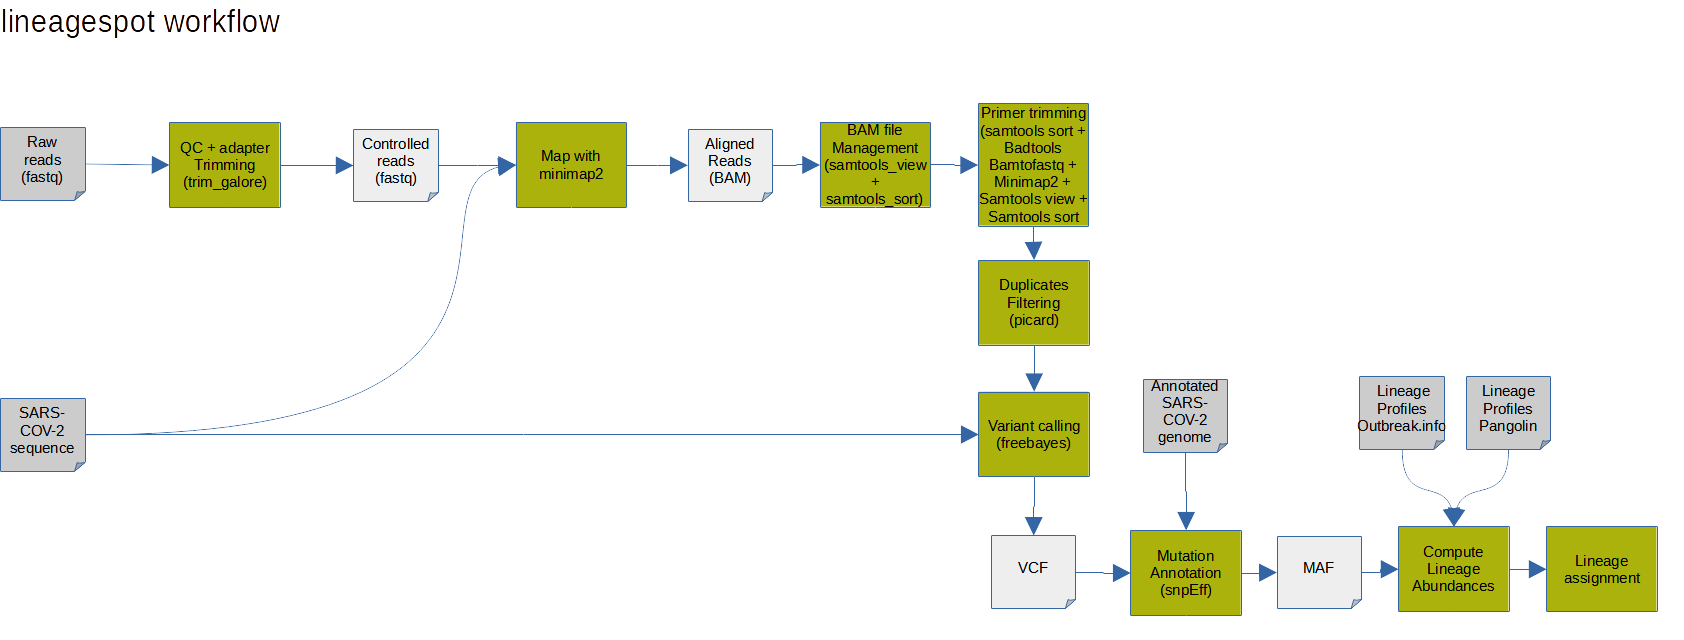 lineagespot workflow
Raw
reads
(fastq)
QC + adapter
Trimming
(trim_galore)
Controlled
reads
(fastq)
Map with
minimap2
Aligned
Reads
(BAM)
BAM file
Management
(samtools_view
+
samtools_sort)
Primer trimming
(samtools sort +
Badtools
Bamtofastq +
Minimap2 +
Samtools view +
Samtools sort
Duplicates
Filtering
(picard)
SARS-
COV-2
sequence
Variant calling
(freebayes)
Annotated
SARS-
COV-2
genome
Lineage
Profiles
Outbreak.info
Lineage
Profiles
Pangolin
VCF
Mutation
Annotation
(snpEff)
MAF
Compute
Lineage
Abundances
Lineage
assignment